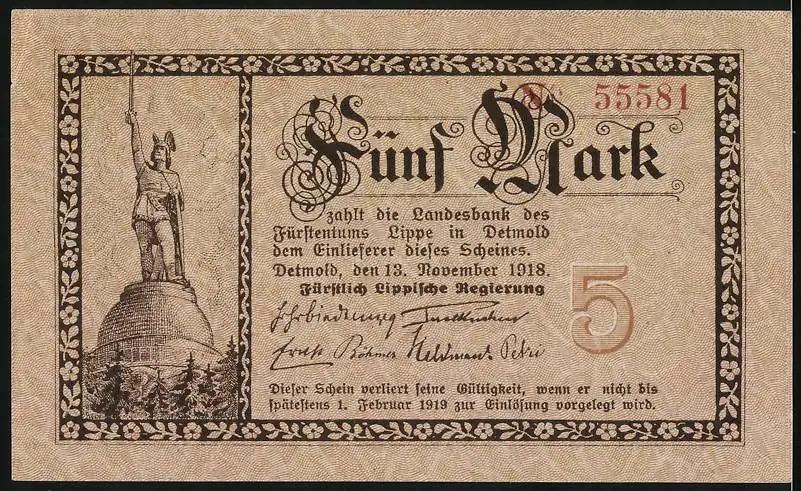 No 55581
Fünf Mark
zahlt die Landesbank des
Fürstentums Lippe in Detmold
dem Einlieferer dieses Scheines.
Detmold, den 13. November 1918.
Fürstlich Lippische Regierung
5
Böhmer Petri
Dieser Schein verliert seine Gültigkeit, wenn er nicht bis
spätestens 1. Februar 1919 zur Einlösung vorgelegt wird.